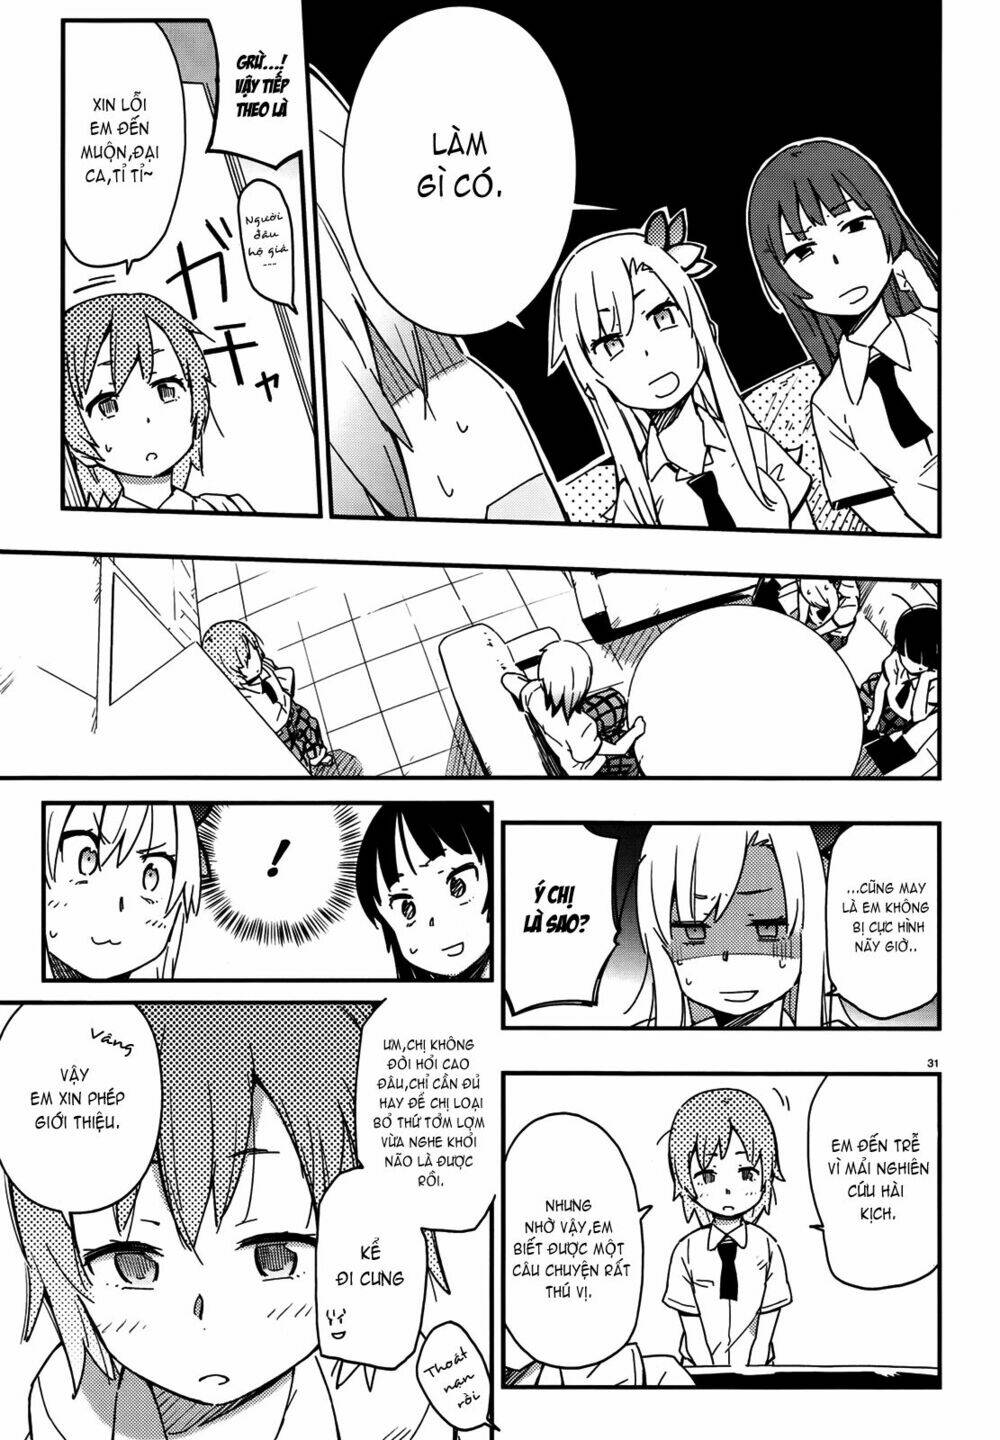 LÀM
GÌ CÓ.
GRỪ...!
VẬY TIẾP
THEO LÀ
Người
đâu
hộ giá
....
XIN LỖI
EM ĐẾN
MUỘN,ĐẠI
CA,TỈ TỈ~
ガチャ
...CŨNG MAY
LÀ EM KHÔNG
BỊ CỰC HÌNH
NÃY GIỜ..
Ý CHỊ
LÀ SAO?
!
31
EM ĐẾN TRỄ
VÌ MẢI NGHIÊN
CỨU HÀI
KỊCH.
NHƯNG
NHỜ VẬY,EM
BIẾT ĐƯỢC MỘT
CÂU CHUYỆN RẤT
THÚ VỊ.
ƯM,CHỊ KHÔNG
ĐÒI HỎI CAO
ĐÂU,CHỈ CẦN ĐỦ
HAY ĐỂ CHỊ LOẠI
BỎ THỨ TỞM LỢM
VỪA NGHE KHỎI
NÃO LÀ ĐƯỢC
RỒI.
KỂ
ĐI CƯNG
Thoát
nạn
rồi
Vâng
VẬY
EM XIN PHÉP
GIỚI THIỆU.